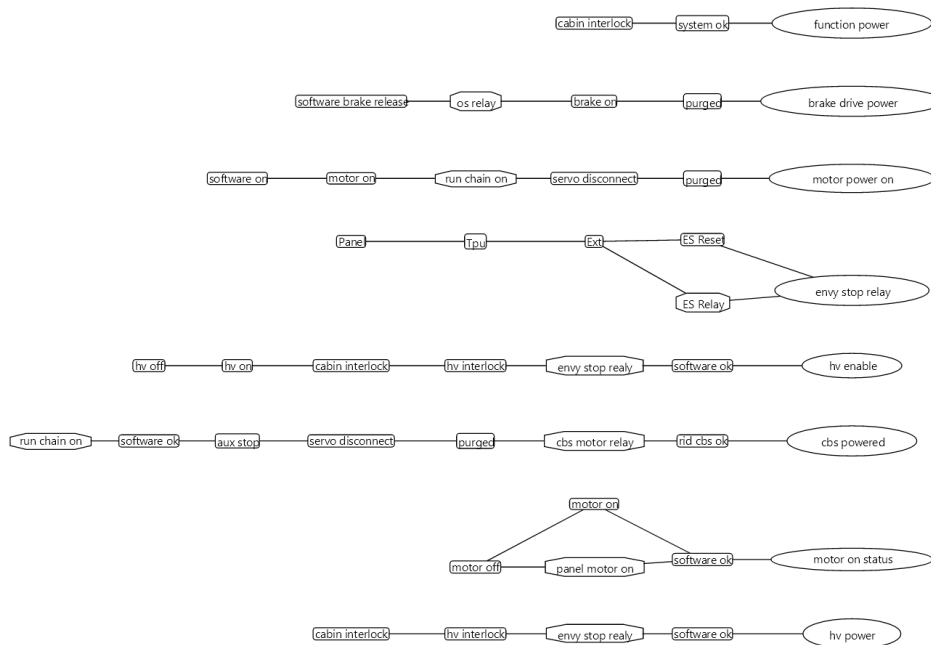 cabin interlock system ok function power
software brake release os relay brake on purged brake drive power
software on motor on run chain on servo disconnect purged motor power on
Panel Tpu Ext ES Reset
ES Relay envy stop relay
hv off hv on cabin interlock hv interlock envy stop realy software ok hv enable
run chain on software ok aux stop servo disconnect purged cbs motor relay rid cbs ok cbs powered
motor on
motor off panel motor on software ok motor on status
cabin interlock hv interlock envy stop realy software ok hv power